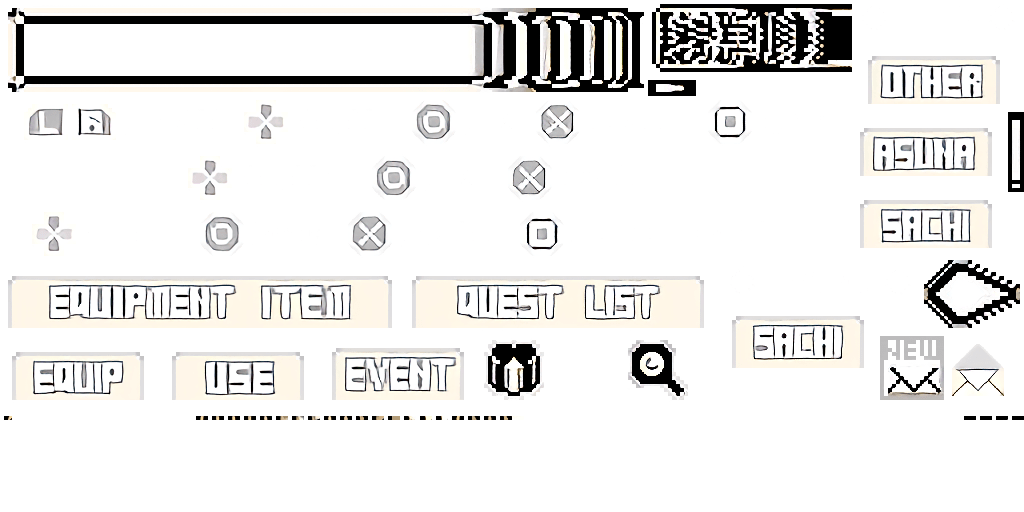 OTHER
ASUNA
SACHI
EQUIPMENT ITEM
QUEST LIST
SACHI
NEW
EQUIP
USE
EVENT
L